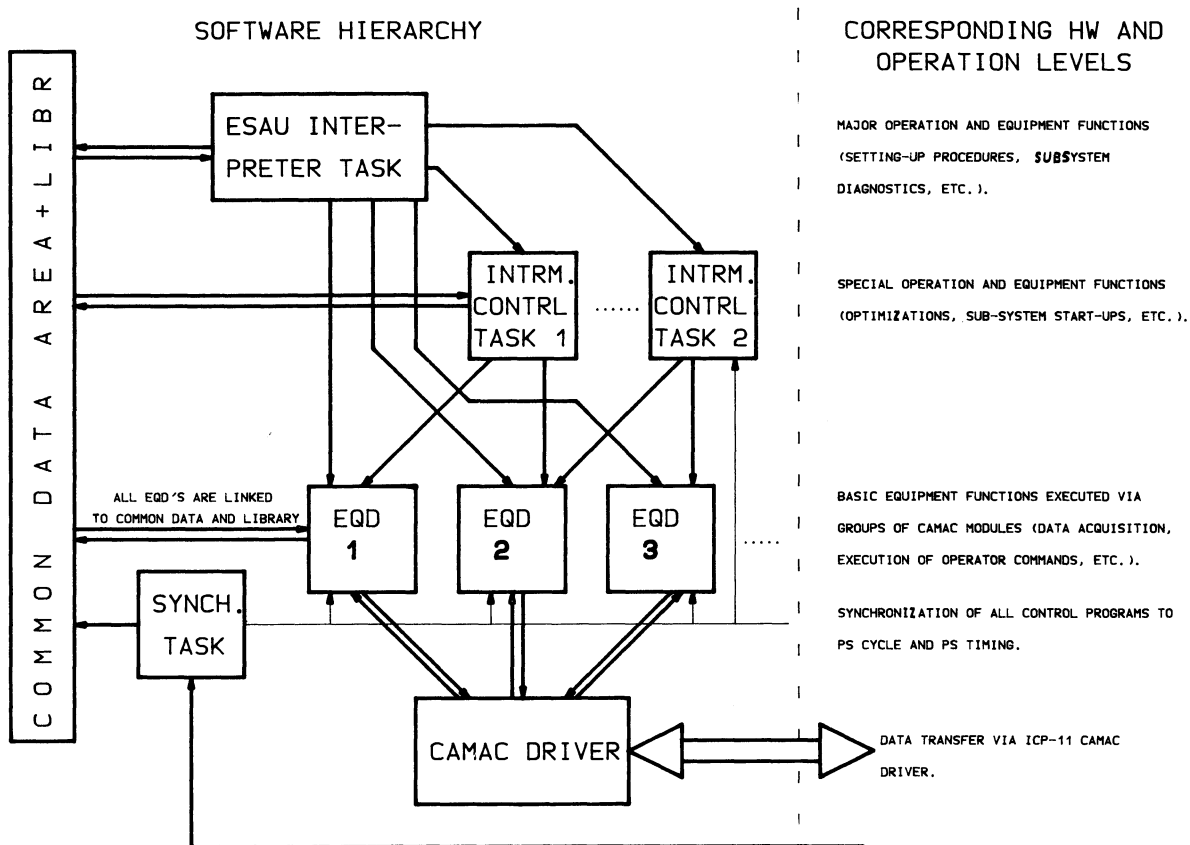 SOFTWARE HIERARCHY
CORRESPONDING HW AND
OPERATION LEVELS
COMMON DATA AREA+LIBR
ESAU INTER-
PRETER TASK
MAJOR OPERATION AND EQUIPMENT FUNCTIONS
(SETTING-UP PROCEDURES, SUBSYSTEM
DIAGNOSTICS, ETC.).
INTRM.
CONTRL
TASK 1
......
INTRM.
CONTRL
TASK 2
SPECIAL OPERATION AND EQUIPMENT FUNCTIONS
(OPTIMIZATIONS, SUB-SYSTEM START-UPS, ETC.).
ALL EQD'S ARE LINKED
TO COMMON DATA AND LIBRARY
EQD
1
EQD
2
EQD
3
.....
BASIC EQUIPMENT FUNCTIONS EXECUTED VIA
GROUPS OF CAMAC MODULES (DATA ACQUISITION,
EXECUTION OF OPERATOR COMMANDS, ETC.).
SYNCH.
TASK
SYNCHRONIZATION OF ALL CONTROL PROGRAMS TO
PS CYCLE AND PS TIMING.
CAMAC DRIVER
DATA TRANSFER VIA ICP-11 CAMAC
DRIVER.